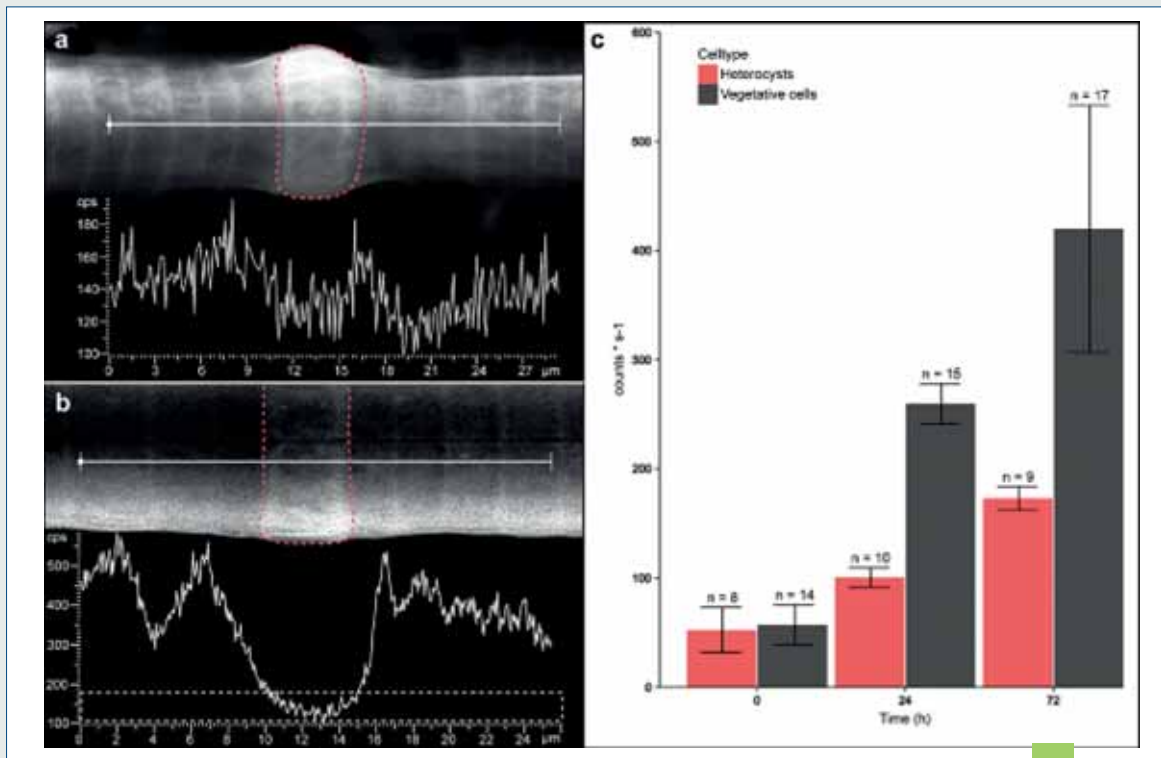 a
cps
180
160
140
120
100
0 3 6 9 12 15 18 21 24 27 µm
b
cps
500
400
300
200
100
0 2 4 6 8 10 12 14 16 18 20 22 24 µm
c
600
500
400
300
200
100
0
counts * s-1
Celltype
Heterocysts
Vegetative cells
n = 8
n = 14
n = 10
n = 15
n = 9
n = 17
0 24 72
Time (h)